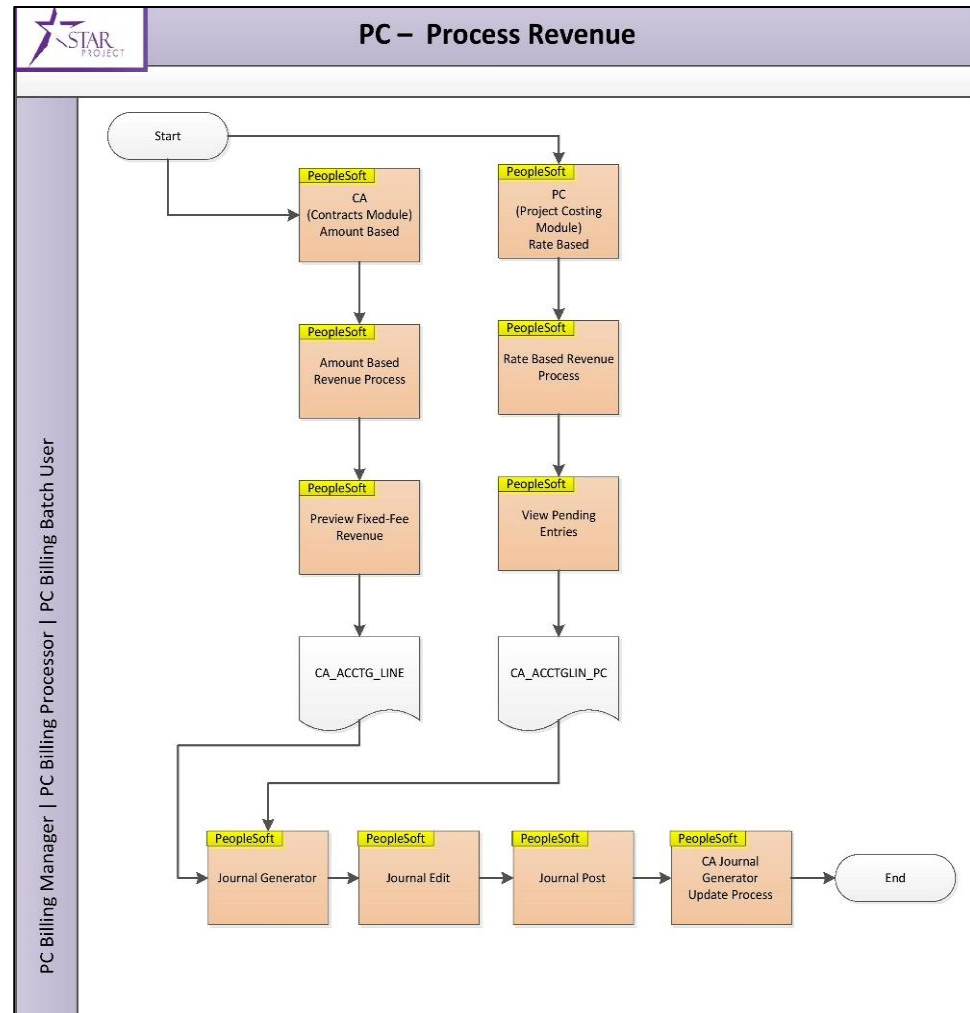 STAR
PROJECT
PC – Process Revenue
PC Billing Manager | PC Billing Processor | PC Billing Batch User
Start
PeopleSoft
CA
(Contracts Module)
Amount Based
PeopleSoft
PC
(Project Costing
Module)
Rate Based
PeopleSoft
Amount Based
Revenue Process
PeopleSoft
Rate Based Revenue
Process
PeopleSoft
Preview Fixed-Fee
Revenue
PeopleSoft
View Pending
Entries
CA_ACCTG_LINE
CA_ACCTGLIN_PC
PeopleSoft
Journal Generator
PeopleSoft
Journal Edit
PeopleSoft
Journal Post
PeopleSoft
CA Journal
Generator
Update Process
End